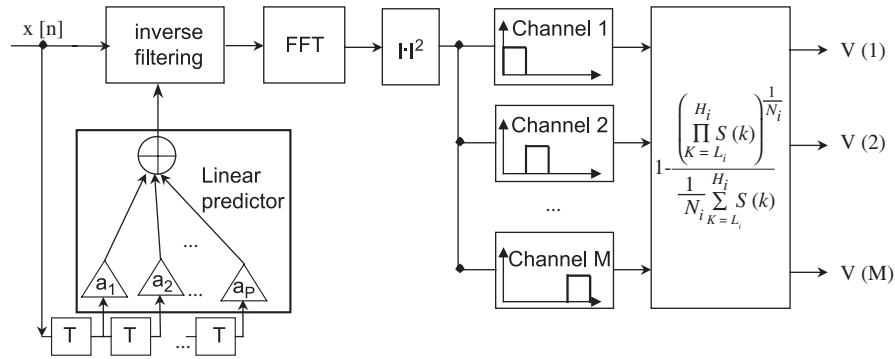 x [n]
inverse
filtering
FFT
|·|²
Channel 1
Channel 2
...
Channel M
1-
(∏ S (k))^(1/N_i)
H_i
K = L_i
1/N_i ∑ S (k)
H_i
K = L_i
V (1)
V (2)
V (M)
Linear
predictor
...
a₁
a₂
...
a_P
T
T
...
T